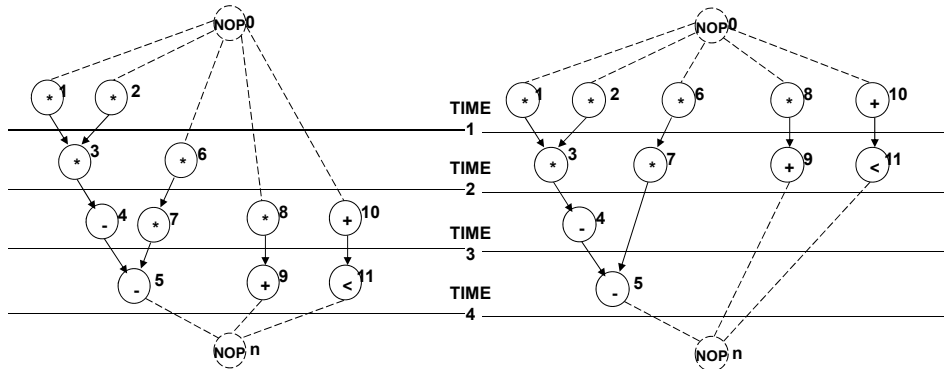 NOP 0 NOP 0
* 1 * 2 * 1 * 2 * 6 * 8 + 10
TIME 1
* 3 * 6 * 3 * 7 + 9 < 11
TIME 2
- 4 * 7 * 8 + 10 - 4
TIME 3
- 5 + 9 < 11 - 5
TIME 4
NOP n NOP n